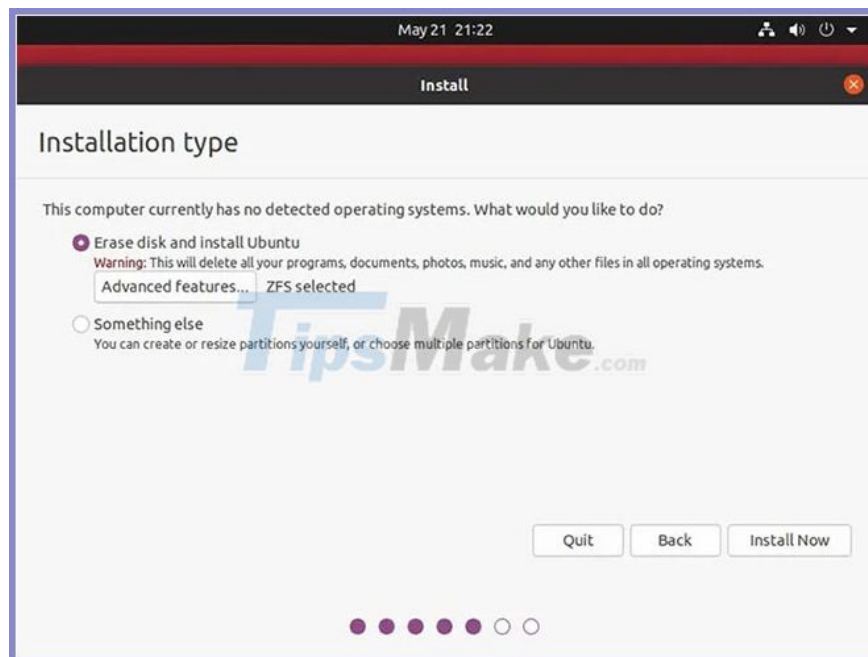 May 21 21:22
Install
Installation type
This computer currently has no detected operating systems. What would you like to do?
Erase disk and install Ubuntu
Warning: This will delete all your programs, documents, photos, music, and any other files in all operating systems.
Advanced features... ZFS selected
Something else
You can create or resize partitions yourself, or choose multiple partitions for Ubuntu.
TipsMake.com
Quit Back Install Now